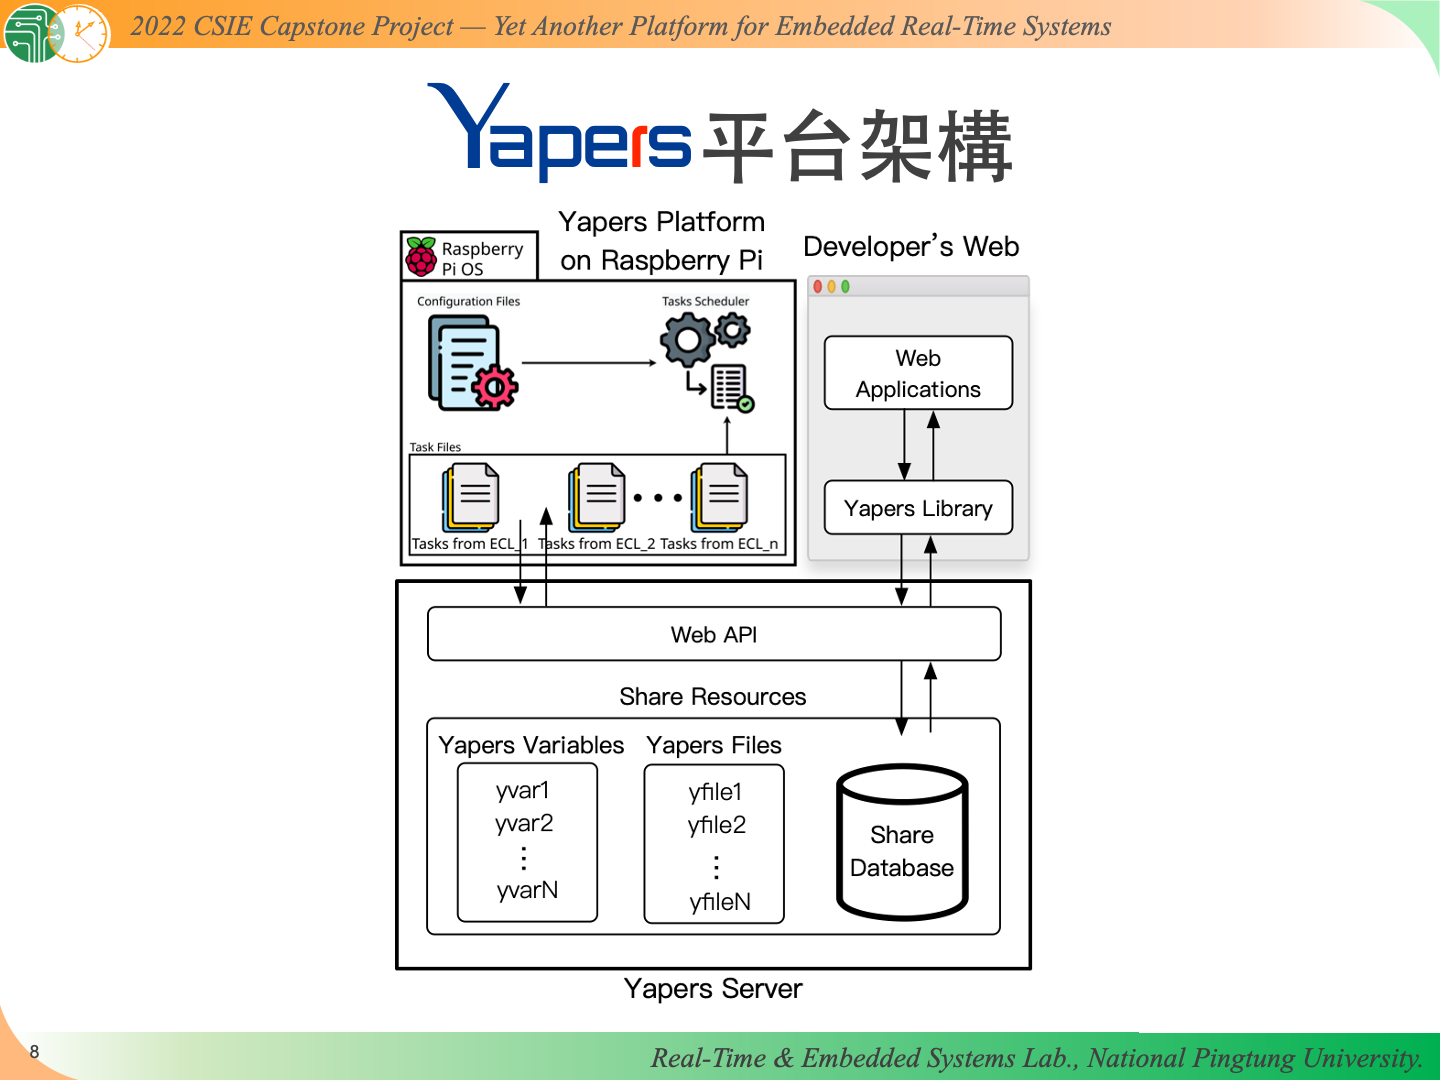 2022 CSIE Capstone Project — Yet Another Platform for Embedded Real-Time Systems
Yapers平台架構
Yapers Platform
on Raspberry Pi
Raspberry
Pi OS
Configuration Files
Tasks Scheduler
Task Files
Tasks from ECL_1
Tasks from ECL_2
Tasks from ECL_n
Developer’s Web
Web
Applications
Yapers Library
Web API
Share Resources
Yapers Variables
yvar1
yvar2
⋮
yvarN
Yapers Files
yfile1
yfile2
⋮
yfileN
Share
Database
Yapers Server
8
Real-Time & Embedded Systems Lab., National Pingtung University.